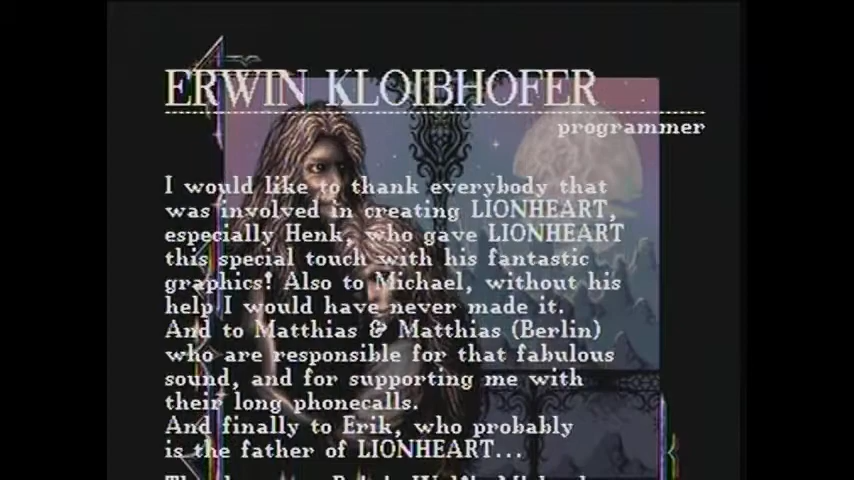 ERWIN KLOIBHOFER
programmer
I would like to thank everybody that
was involved in creating LIONHEART,
especially Henk, who gave LIONHEART
this special touch with his fantastic
graphics! Also to Michael, without his
help I would have never made it.
And to Matthias & Matthias (Berlin)
who are responsible for that fabulous
sound, and for supporting me with
their long phonecalls.
And finally to Erik, who probably
is the father of LIONHEART...